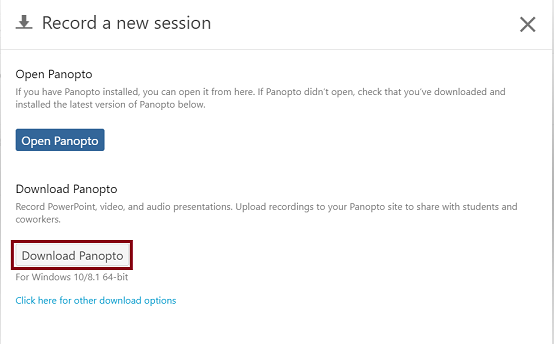 Record a new session
Open Panopto
If you have Panopto installed, you can open it from here. If Panopto didn't open, check that you've downloaded and
installed the latest version of Panopto below.
Open Panopto
Download Panopto
Record PowerPoint, video, and audio presentations. Upload recordings to your Panopto site to share with students and
coworkers.
Download Panopto
For Windows 10/8.1 64-bit
Click here for other download options